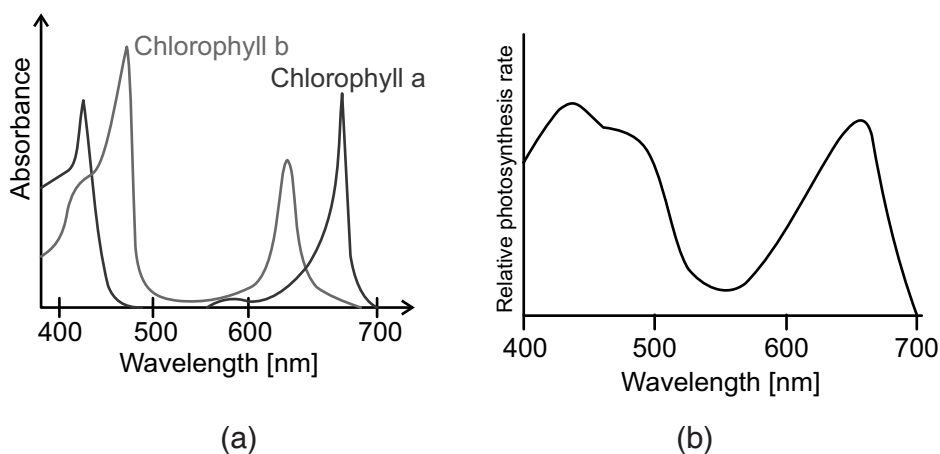 Absorbance
Chlorophyll b
Chlorophyll a
400 500 600 700
Wavelength [nm]
(a)
Relative photosynthesis rate
400 500 600 700
Wavelength [nm]
(b)